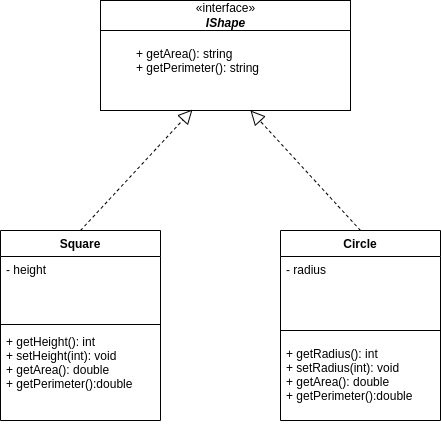 «interface»
IShape
+ getArea(): string
+ getPerimeter(): string
Square
- height
+ getHeight(): int
+ setHeight(int): void
+ getArea(): double
+ getPerimeter():double
Circle
- radius
+ getRadius(): int
+ setRadius(int): void
+ getArea(): double
+ getPerimeter():double